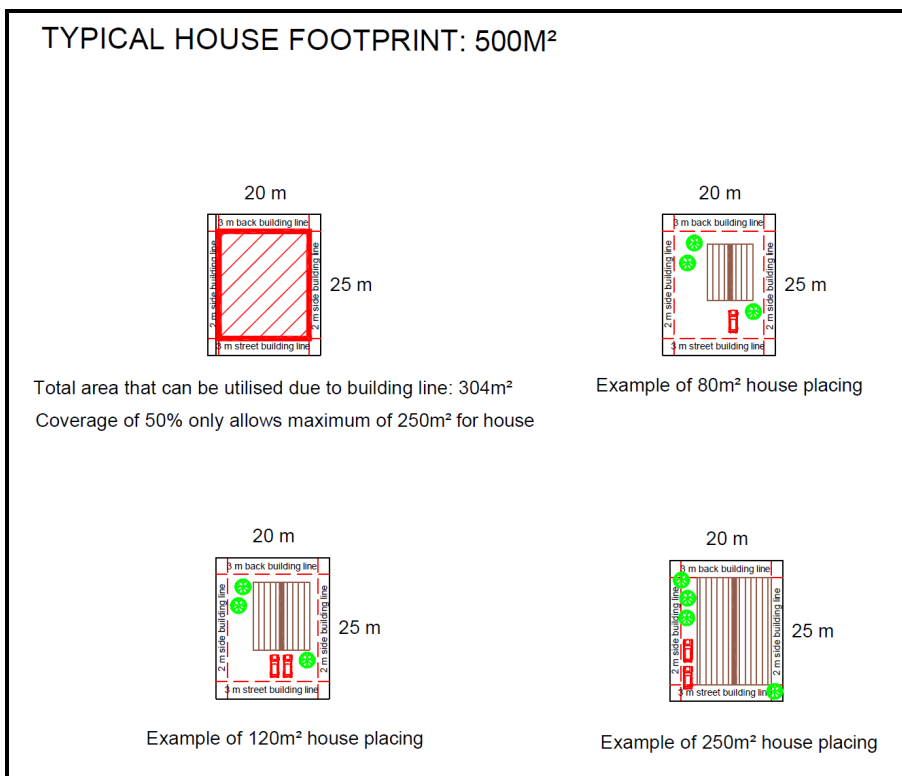 TYPICAL HOUSE FOOTPRINT: 500M²
20 m
3 m back building line
2 m side building line
2 m side building line
25 m
3 m street building line
Total area that can be utilised due to building line: 304m²
Coverage of 50% only allows maximum of 250m² for house
20 m
3 m back building line
2 m side building line
2 m side building line
25 m
3 m street building line
Example of 80m² house placing
20 m
3 m back building line
2 m side building line
2 m side building line
25 m
3 m street building line
Example of 120m² house placing
20 m
3 m back building line
2 m side building line
2 m side building line
25 m
3 m street building line
Example of 250m² house placing